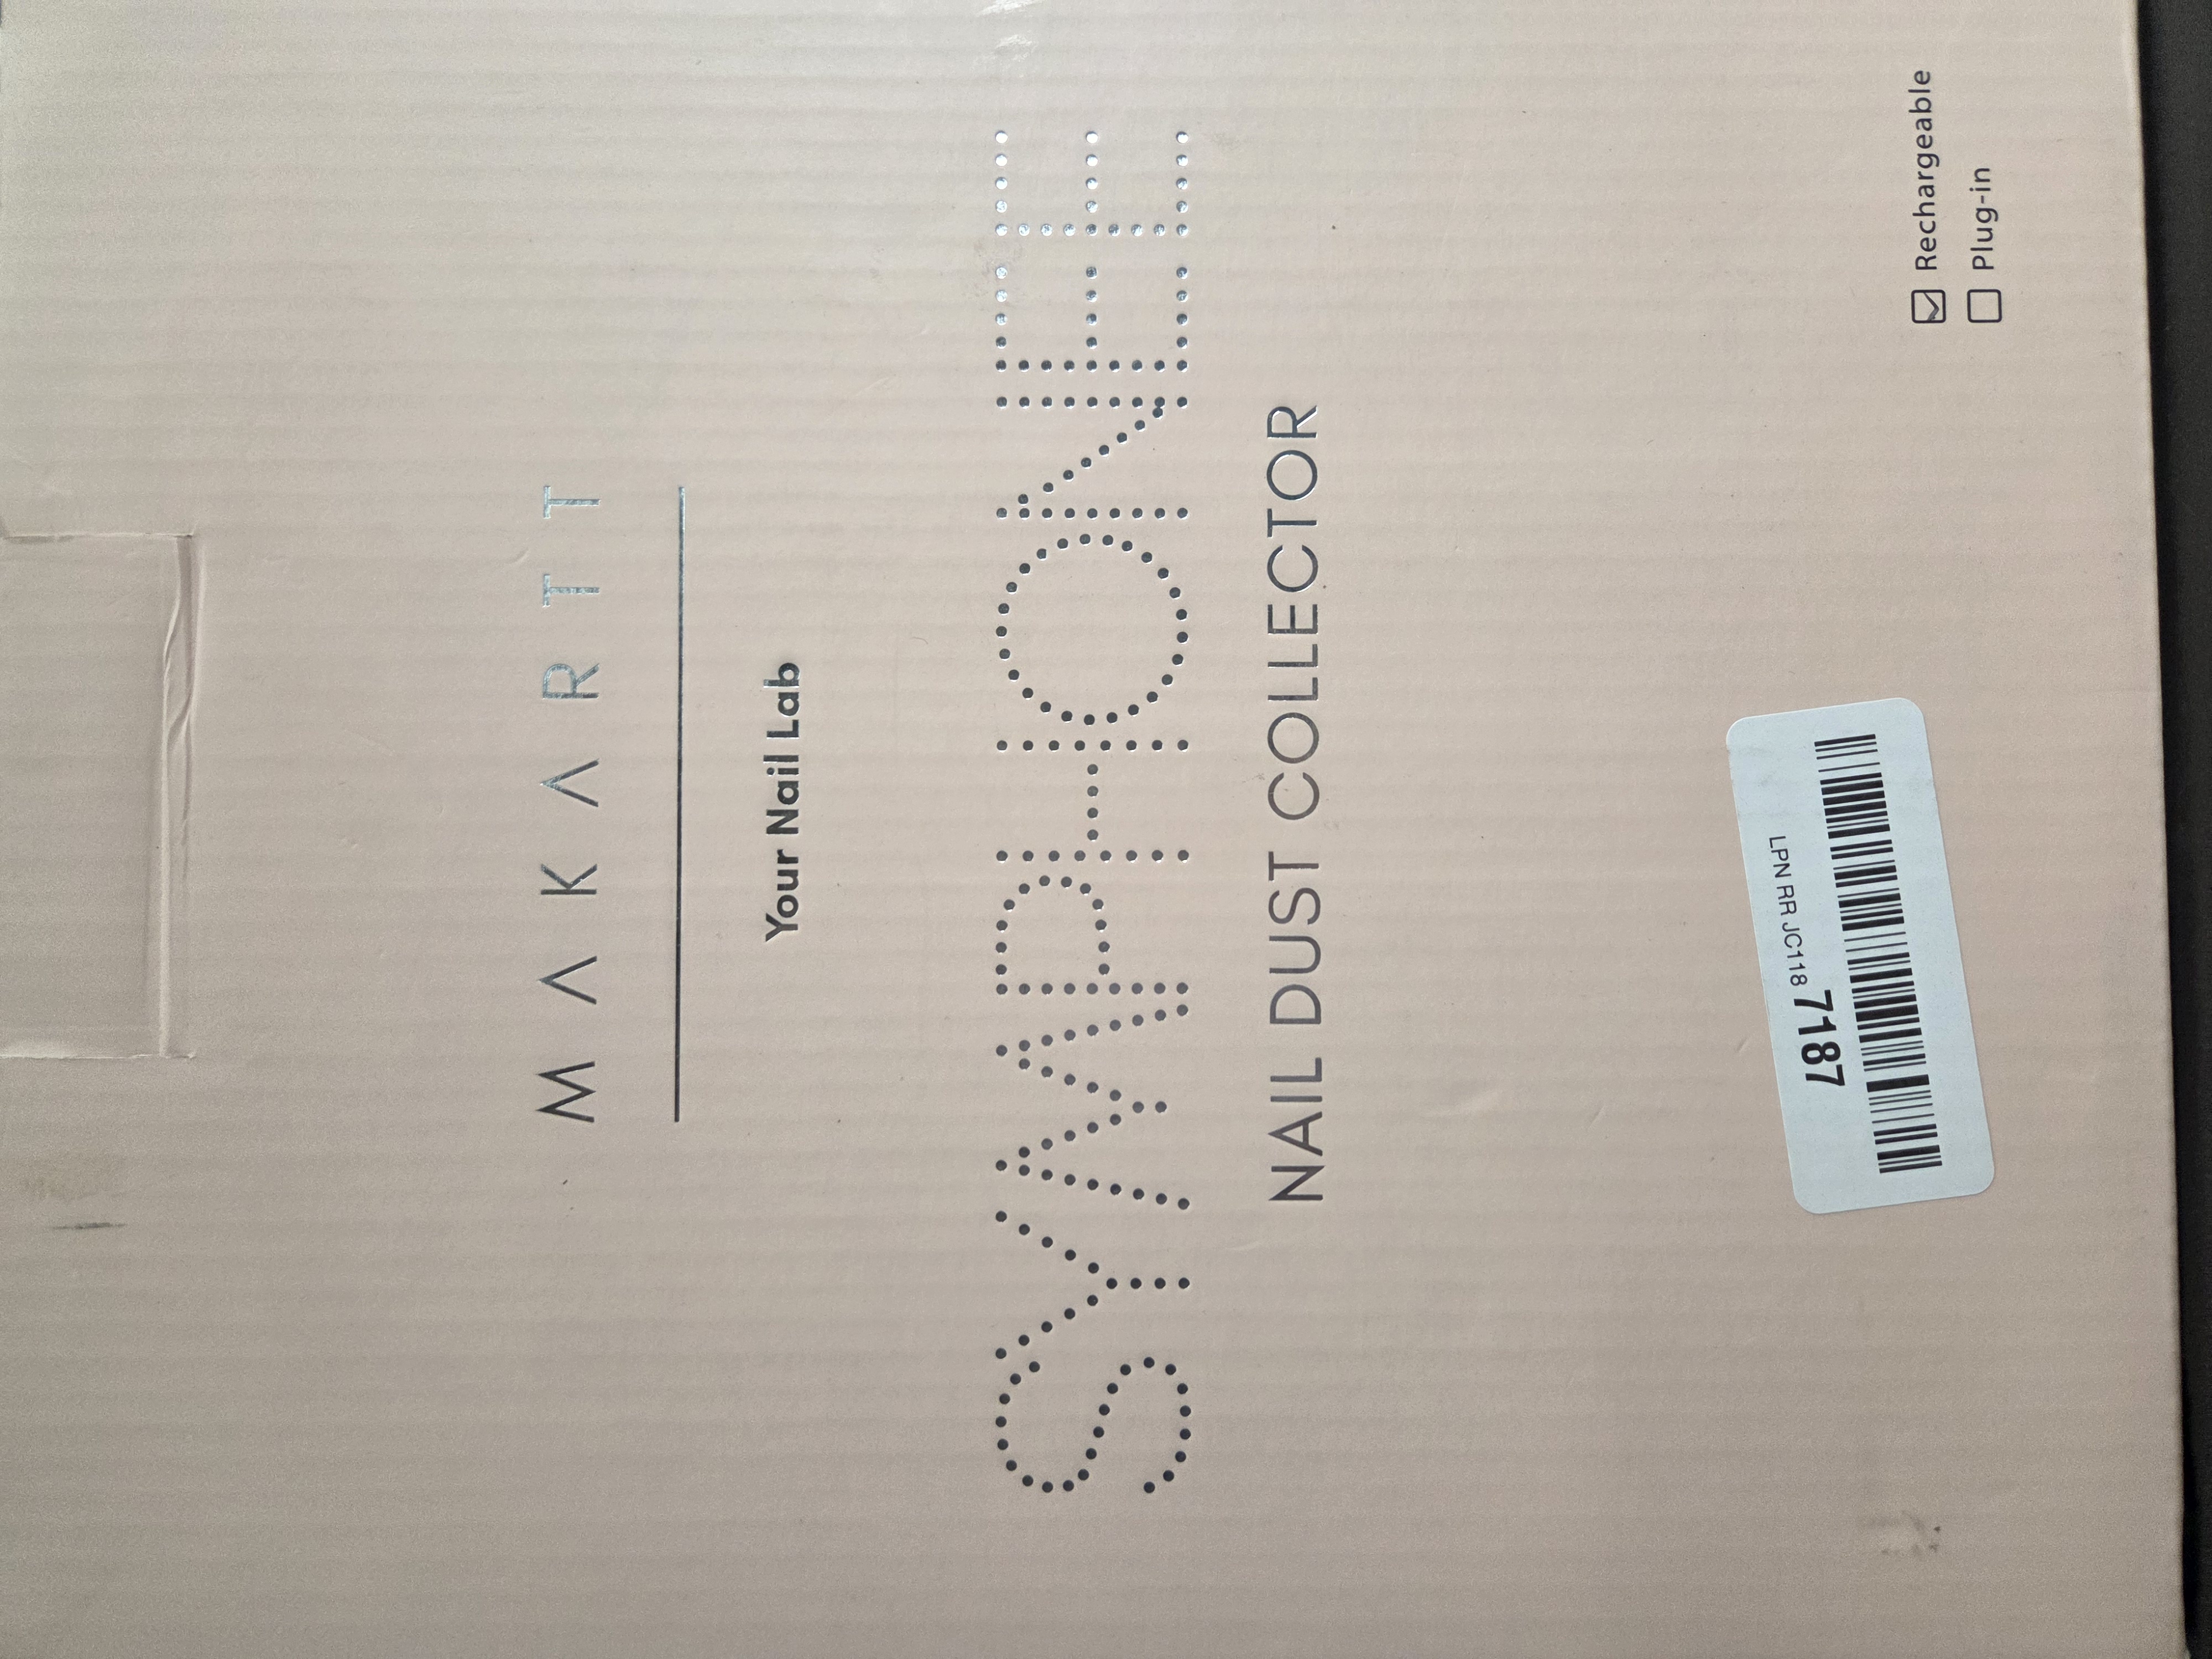 MAKARTT
Your Nail Lab
SYMPHONEE
NAIL DUST COLLECTOR
Rechargeable
Plug-in
LPN RR JC118 7187